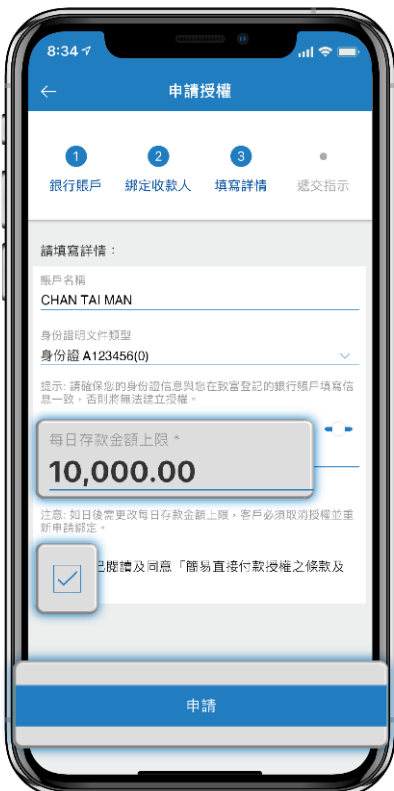 8:34
申請授權
1 2 3
銀行賬戶 綁定收款人 填寫詳情 遞交指示
請填寫詳情：
賬戶名稱
CHAN TAI MAN
身份證明文件類型
身份證 A123456(0)
提示: 請確保您的身份證信息與您在致富登記的銀行賬戶填寫信
息一致，否則將無法建立授權。
每日存款金額上限 *
10,000.00
注意: 如日後需更改每日存款金額上限，客戶必須取消授權並重
新申請綁定。
已閱讀及同意「簡易直接付款授權之條款及
申請